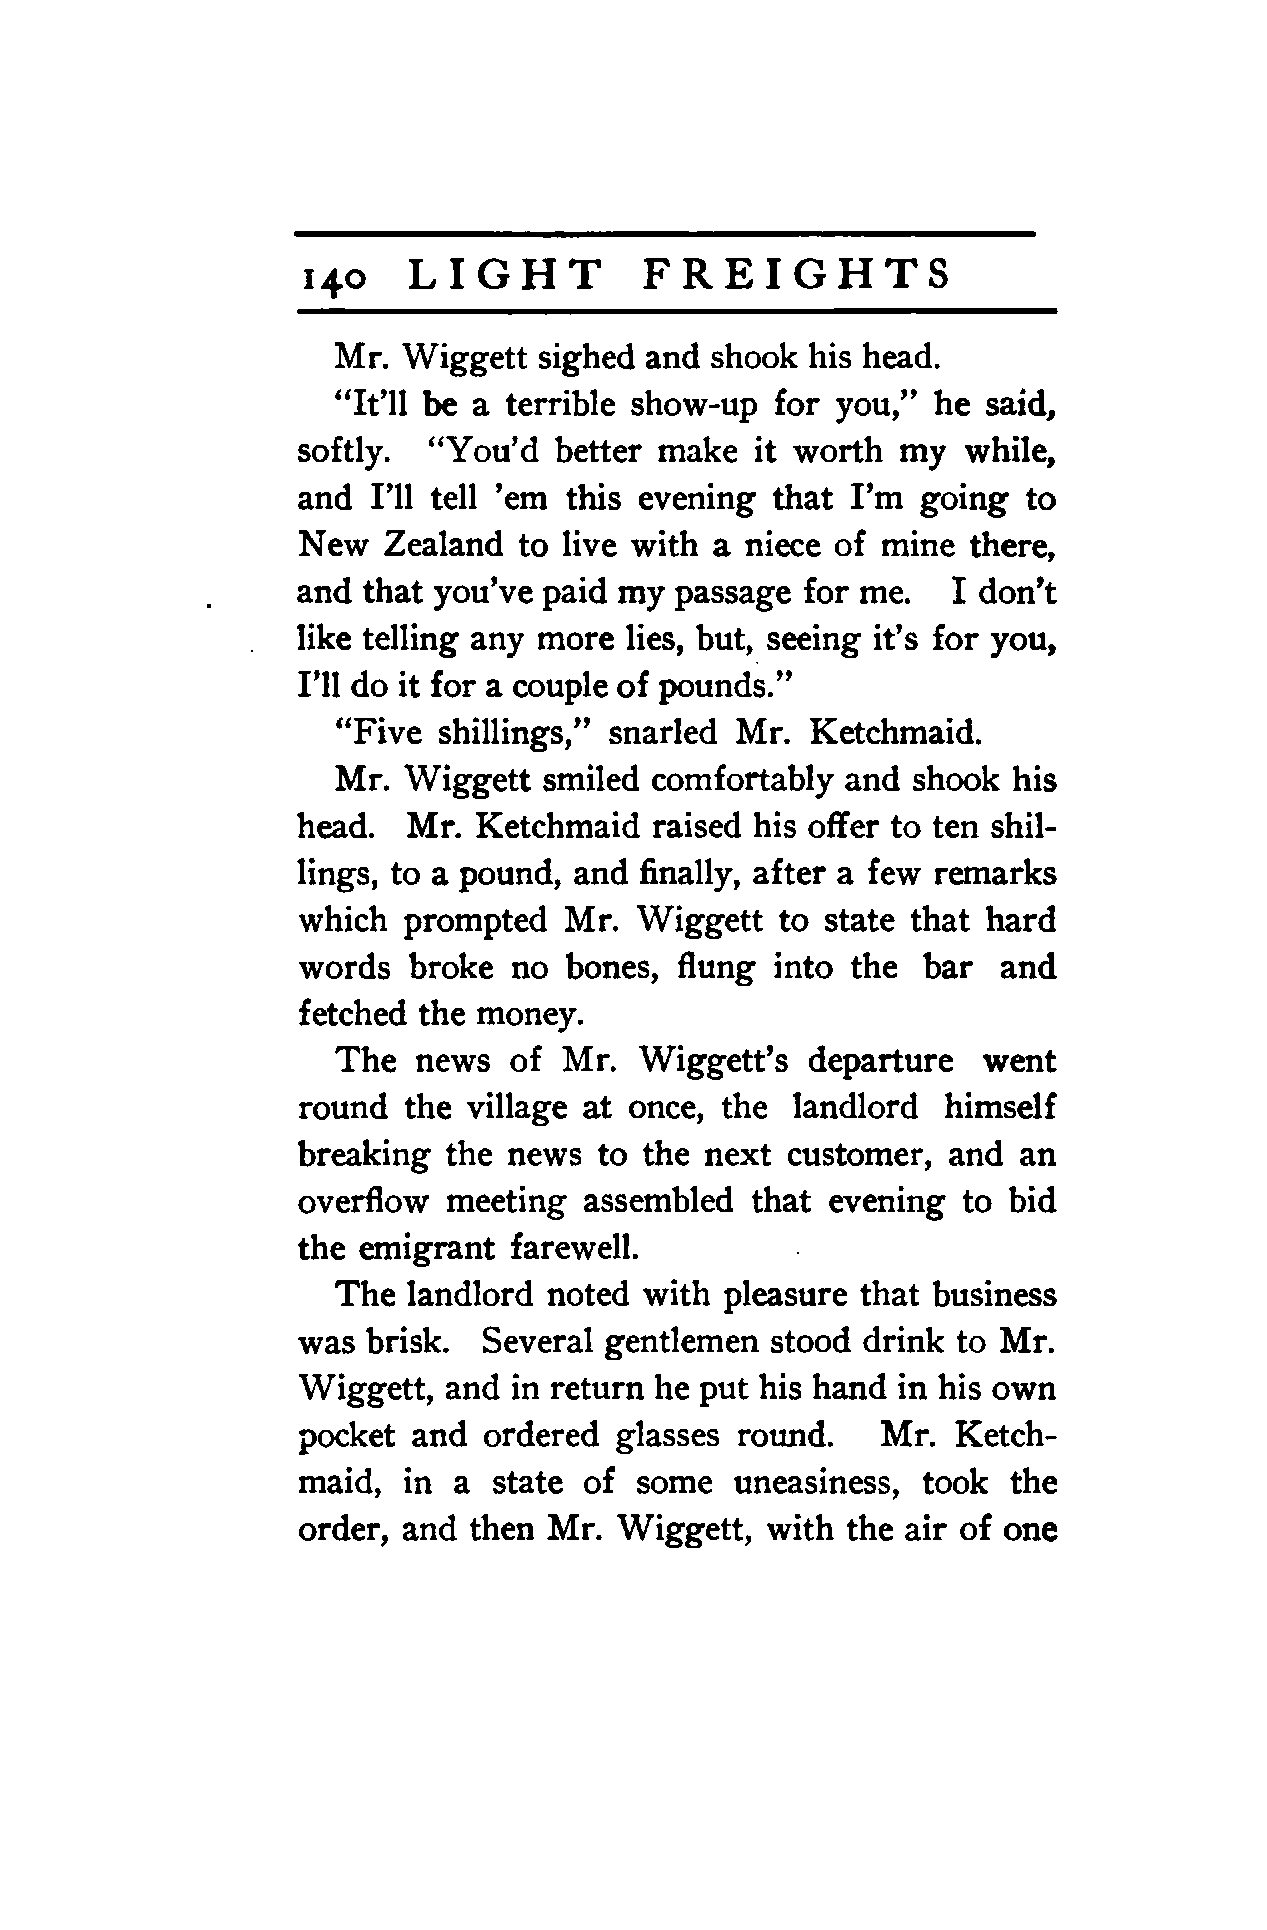 140 LIGHT FREIGHTS
Mr. Wiggett sighed and shook his head.
“It’ll be a terrible show-up for you,” he said,
softly. “You’d better make it worth my while,
and I’ll tell ’em this evening that I’m going to
New Zealand to live with a niece of mine there,
and that you’ve paid my passage for me. I don’t
like telling any more lies, but, seeing it’s for you,
I’ll do it for a couple of pounds.”
“Five shillings,” snarled Mr. Ketchmaid.
Mr. Wiggett smiled comfortably and shook his
head. Mr. Ketchmaid raised his offer to ten shil-
lings, to a pound, and finally, after a few remarks
which prompted Mr. Wiggett to state that hard
words broke no bones, flung into the bar and
fetched the money.
The news of Mr. Wiggett’s departure went
round the village at once, the landlord himself
breaking the news to the next customer, and an
overflow meeting assembled that evening to bid
the emigrant farewell.
The landlord noted with pleasure that business
was brisk. Several gentlemen stood drink to Mr.
Wiggett, and in return he put his hand in his own
pocket and ordered glasses round. Mr. Ketch-
maid, in a state of some uneasiness, took the
order, and then Mr. Wiggett, with the air of one